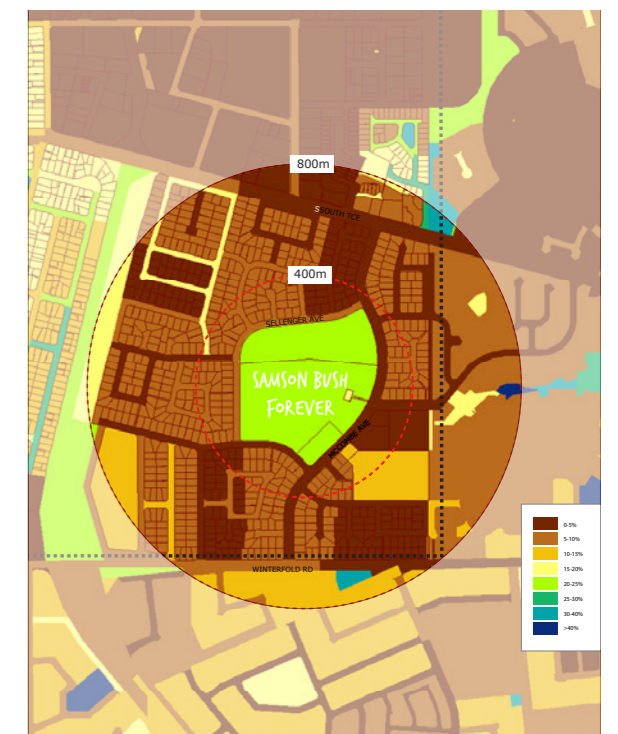 800m
SSOUTH TCE
400m
SELLENGER AVE
SAMSON BUSH
FOREVER
MCCOMBE AVE
0-5%
5-10%
10-15%
15-20%
20-25%
25-30%
30-40%
>40%
WINTERFOLD RD